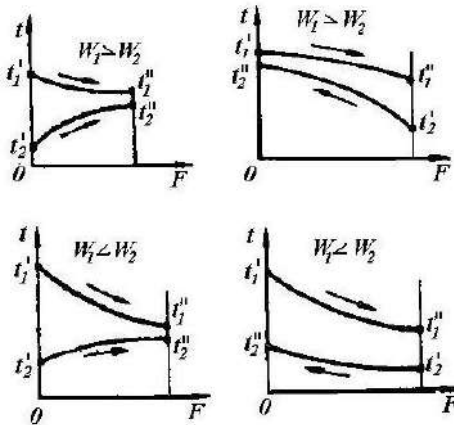 t
W₁ > W₂
t₁'
t₁"
t₂"
t₂'
0
F
t
W₁ > W₂
t₁'
t₂"
t₁"
t₂'
0
F
t
W₁ < W₂
t₁'
t₁"
t₂"
t₂'
0
F
t
W₁ < W₂
t₁'
t₁"
t₂"
t₂'
0
F